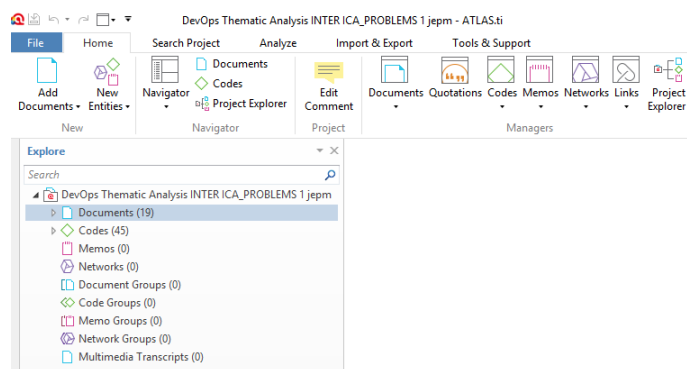 DevOps Thematic Analysis INTER ICA_PROBLEMS 1 jepm - ATLAS.ti
File Home Search Project Analyze Import & Export Tools & Support
Add Documents
New Entities
Navigator
Documents
Codes
Project Explorer
Edit Comment
Documents Quotations Codes Memos Networks Links Project Explorer
New Navigator Project Managers
Explore
Search
DevOps Thematic Analysis INTER ICA_PROBLEMS 1 jepm
Documents (19)
Codes (45)
Memos (0)
Networks (0)
Document Groups (0)
Code Groups (0)
Memo Groups (0)
Network Groups (0)
Multimedia Transcripts (0)